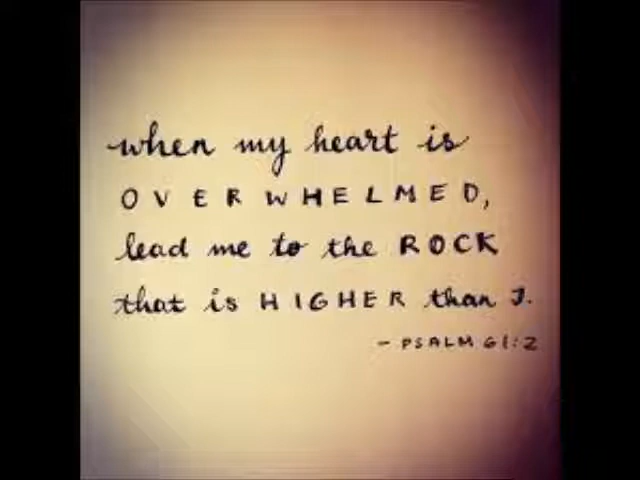 when my heart is
OVERWHELMED,
lead me to the ROCK
that is HIGHER than I.
- PSALM 61:2